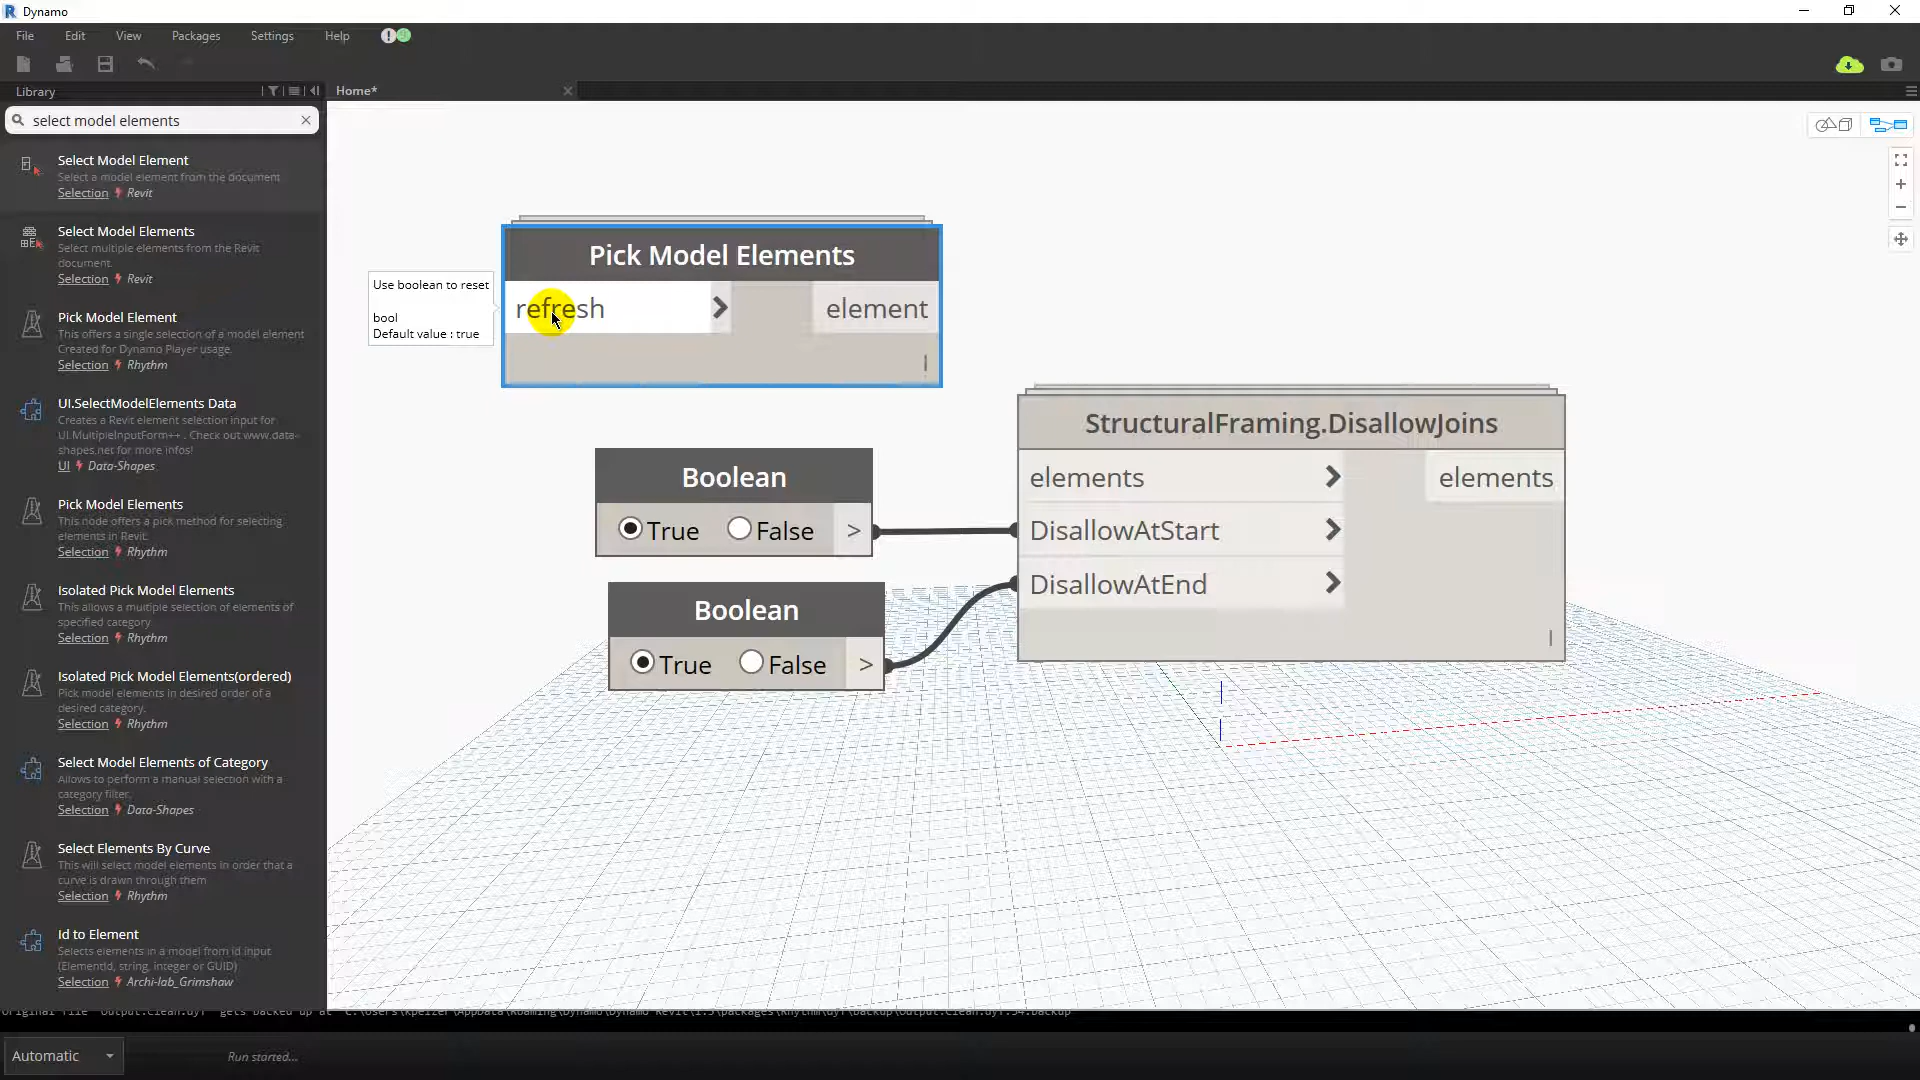 Dynamo
File Edit View Packages Settings Help
Library
Home*
select model elements
Select Model Element
Select a model element from the document
Selection Revit
Select Model Elements
Select multiple elements from the Revit
document.
Selection Revit
Pick Model Element
This offers a single selection of a model element
Created for Dynamo Player usage.
Selection Rhythm
UI.SelectModelElements Data
Creates a Revit element selection input for
UI.MultipleInputForm++ . Check out www.data-
shapes.net for more infos!
UI Data-Shapes
Pick Model Elements
This node offers a pick method for selecting
elements in Revit.
Selection Rhythm
Isolated Pick Model Elements
This allows a multiple selection of elements of
specified category
Selection Rhythm
Isolated Pick Model Elements(ordered)
Pick model elements in desired order of a
desired category.
Selection Rhythm
Select Model Elements of Category
Allows to perform a manual selection with a
category filter.
Selection Data-Shapes
Select Elements By Curve
This will select model elements in order that a
curve is drawn through them
Selection Rhythm
Id to Element
Selects elements in a model from id input
(ElementId, string, integer or GUID)
Selection Archi-lab_Grimshaw
Pick Model Elements
refresh > element
Use boolean to reset
bool
Default value : true
Boolean
True False >
Boolean
True False >
StructuralFraming.DisallowJoins
elements > elements
DisallowAtStart >
DisallowAtEnd >
Automatic
Run started...